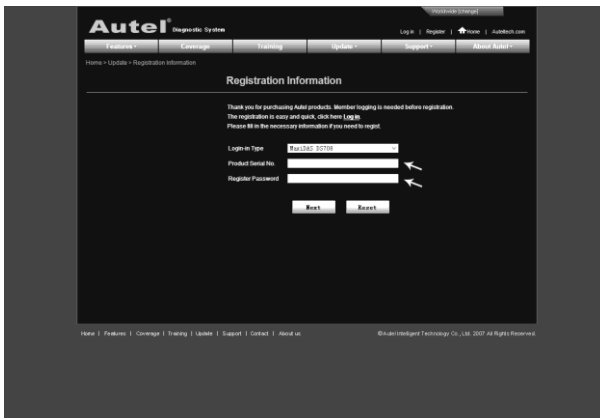 Worldwide [Change]
Autel® Diagnostic System
Log in | Register | Home | Auteltech.com
Features Coverage Training Update Support About Autel
Home > Update > Registration Information
Registration Information
Thank you for purchasing Autel products. Member logging is needed before registration.
The registration is easy and quick, click here Log in.
Please fill in the necessary information if you need to regist.
Login-in Type MaxiDAS DS708
Product Serial No.
Register Password
Next Reset
Home | Features | Coverage | Training | Update | Support | Contact | About us
©Autel Intelligent Technology Co.,Ltd. 2007 All Rights Reserved.